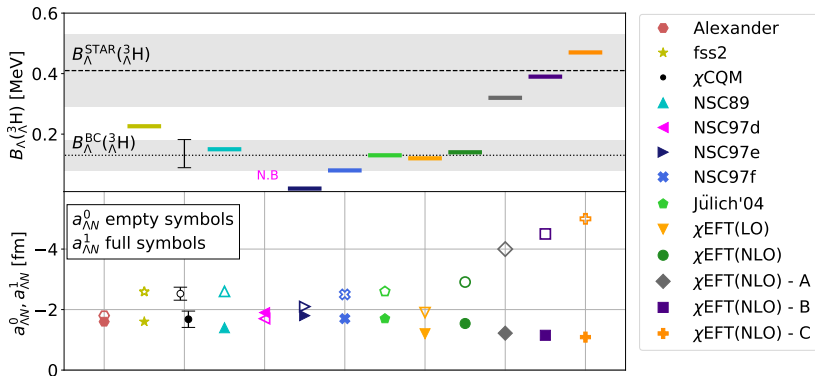 0.6
0.4
0.2
B_Λ(³_ΛH) [MeV]
B_Λ^STAR(³_ΛH)
B_Λ^BC(³_ΛH)
N.B
−4
−2
0
a⁰_ΛN, a¹_ΛN [fm]
a⁰_ΛN empty symbols
a¹_ΛN full symbols
Alexander
fss2
χCQM
NSC89
NSC97d
NSC97e
NSC97f
Jülich'04
χEFT(LO)
χEFT(NLO)
χEFT(NLO) - A
χEFT(NLO) - B
χEFT(NLO) - C